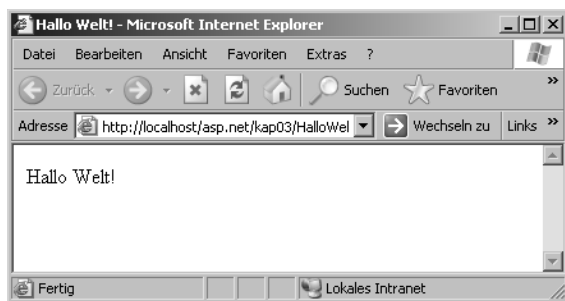 Hallo Welt! - Microsoft Internet Explorer
Datei Bearbeiten Ansicht Favoriten Extras ?
Zurück Suchen Favoriten »
Adresse http://localhost/asp.net/kap03/HalloWel Wechseln zu Links »
Hallo Welt!
Fertig Lokales Intranet